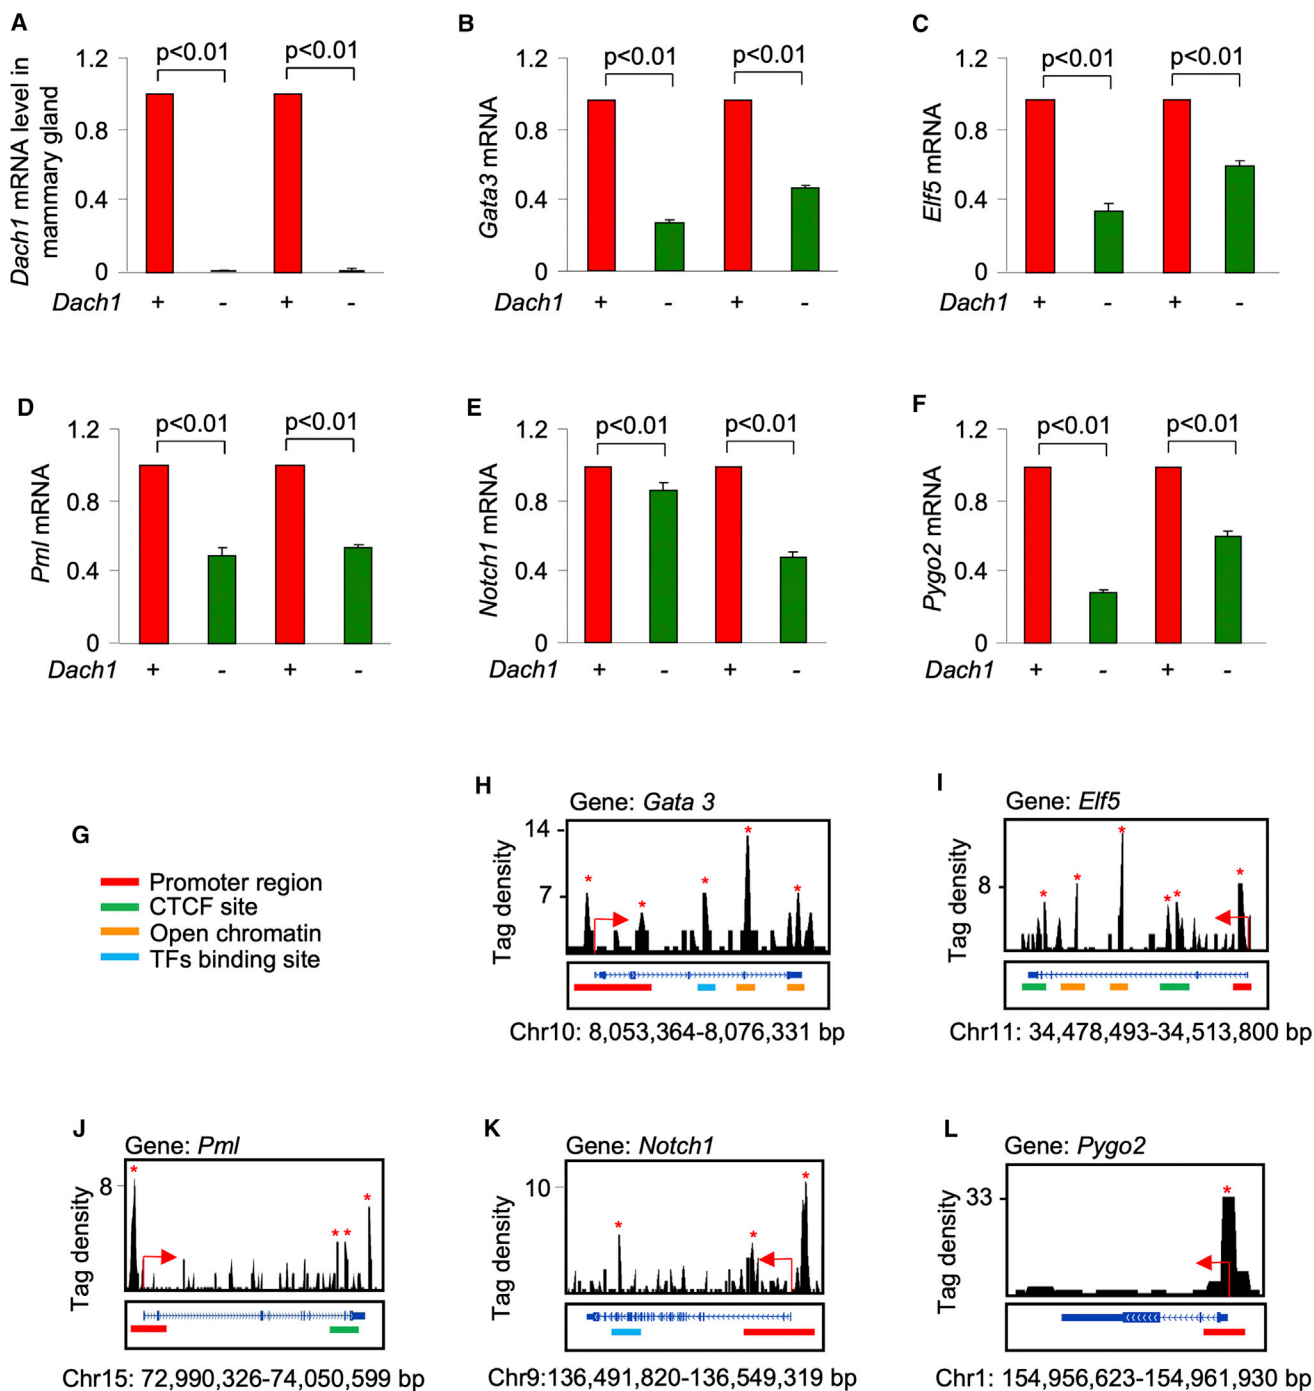 A
Dach1 mRNA level in
mammary gland
1.2
0.8
0.4
0
p<0.01
p<0.01
Dach1 + - + -
B
Gata3 mRNA
1.2
0.8
0.4
0
p<0.01
p<0.01
Dach1 + - + -
C
Elf5 mRNA
1.2
0.8
0.4
0
p<0.01
p<0.01
Dach1 + - + -
D
Pml mRNA
1.2
0.8
0.4
0
p<0.01
p<0.01
Dach1 + - + -
E
Notch1 mRNA
1.2
0.8
0.4
0
p<0.01
p<0.01
Dach1 + - + -
F
Pygo2 mRNA
1.2
0.8
0.4
0
p<0.01
p<0.01
Dach1 + - + -
G
Promoter region
CTCF site
Open chromatin
TFs binding site
H
Gene: Gata 3
Tag density
14
7
* * * * *
Chr10: 8,053,364-8,076,331 bp
I
Gene: Elf5
Tag density
8
* * * * * *
Chr11: 34,478,493-34,513,800 bp
J
Gene: Pml
Tag density
8
* * * *
Chr15: 72,990,326-74,050,599 bp
K
Gene: Notch1
Tag density
10
* * *
Chr9:136,491,820-136,549,319 bp
L
Gene: Pygo2
Tag density
33
*
Chr1: 154,956,623-154,961,930 bp